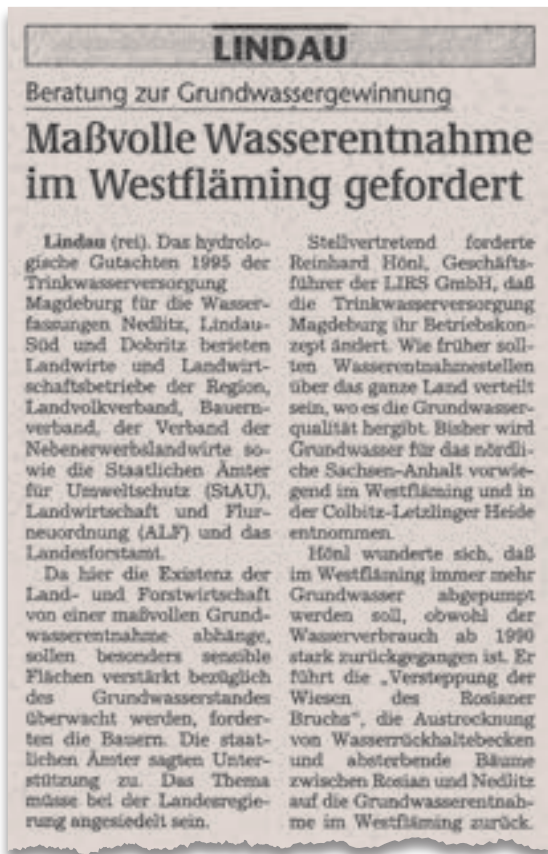 LINDAU
Beratung zur Grundwassergewinnung
Maßvolle Wasserentnahme
im Westfläming gefordert
Lindau (rei). Das hydrolo-
gische Gutachten 1995 der
Trinkwasserversorgung
Magdeburg für die Wasser-
fassungen Nedlitz, Lindau-
Süd und Dobritz berieten
Landwirte und Landwirt-
schaftsbetriebe der Region,
Landvolkverband, Bauern-
verband, der Verband der
Nebenerwerbslandwirte so-
wie die Staatlichen Ämter
für Umweltschutz (StAU),
Landwirtschaft und Flur-
neuordnung (ALF) und das
Landesforstamt.
Da hier die Existenz der
Land- und Forstwirtschaft
von einer maßvollen Grund-
wasserentnahme abhänge,
sollen besonders sensible
Flächen verstärkt bezüglich
des Grundwasserstandes
überwacht werden, forder-
ten die Bauern. Die staat-
lichen Ämter sagten Unter-
stützung zu. Das Thema
müsse bei der Landesregie-
rung angesiedelt sein.
Stellvertretend forderte
Reinhard Hönl, Geschäfts-
führer der LIRS GmbH, daß
die Trinkwasserversorgung
Magdeburg ihr Betriebskon-
zept ändert. Wie früher soll-
ten Wasserentnahmestellen
über das ganze Land verteilt
sein, wo es die Grundwasser-
qualität hergibt. Bisher wird
Grundwasser für das nördli-
che Sachsen-Anhalt vorwie-
gend im Westfläming und in
der Colbitz-Letzlinger Heide
entnommen.
Hönl wunderte sich, daß
im Westfläming immer mehr
Grundwasser abgepumpt
werden soll, obwohl der
Wasserverbrauch ab 1990
stark zurückgegangen ist. Er
führt die „Versteppung der
Wiesen des Rosianer
Bruchs“, die Austrocknung
von Wasserrückhaltebecken
und absterbende Bäume
zwischen Rosian und Nedlitz
auf die Grundwasserentnah-
me im Westfläming zurück.